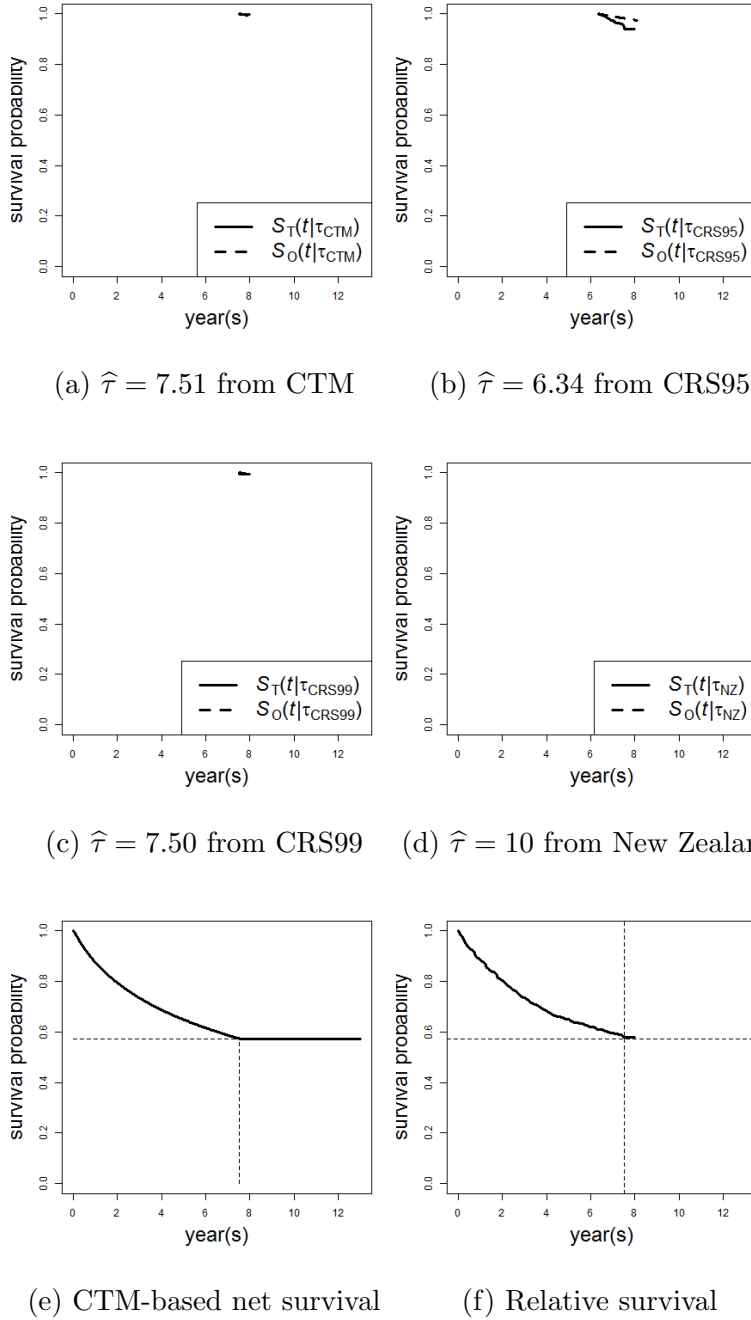 survival probability
0.0 0.2 0.4 0.6 0.8 1.0
S_T(t|τ_CTM)
S_O(t|τ_CTM)
0 2 4 6 8 10 12
year(s)
(a) τ̂ = 7.51 from CTM
survival probability
0.0 0.2 0.4 0.6 0.8 1.0
S_T(t|τ_CRS95)
S_O(t|τ_CRS95)
0 2 4 6 8 10 12
year(s)
(b) τ̂ = 6.34 from CRS95
survival probability
0.0 0.2 0.4 0.6 0.8 1.0
S_T(t|τ_CRS99)
S_O(t|τ_CRS99)
0 2 4 6 8 10 12
year(s)
(c) τ̂ = 7.50 from CRS99
survival probability
0.0 0.2 0.4 0.6 0.8 1.0
S_T(t|τ_NZ)
S_O(t|τ_NZ)
0 2 4 6 8 10 12
year(s)
(d) τ̂ = 10 from New Zealan
survival probability
0.0 0.2 0.4 0.6 0.8 1.0
0 2 4 6 8 10 12
year(s)
(e) CTM-based net survival
survival probability
0.0 0.2 0.4 0.6 0.8 1.0
0 2 4 6 8 10 12
year(s)
(f) Relative survival